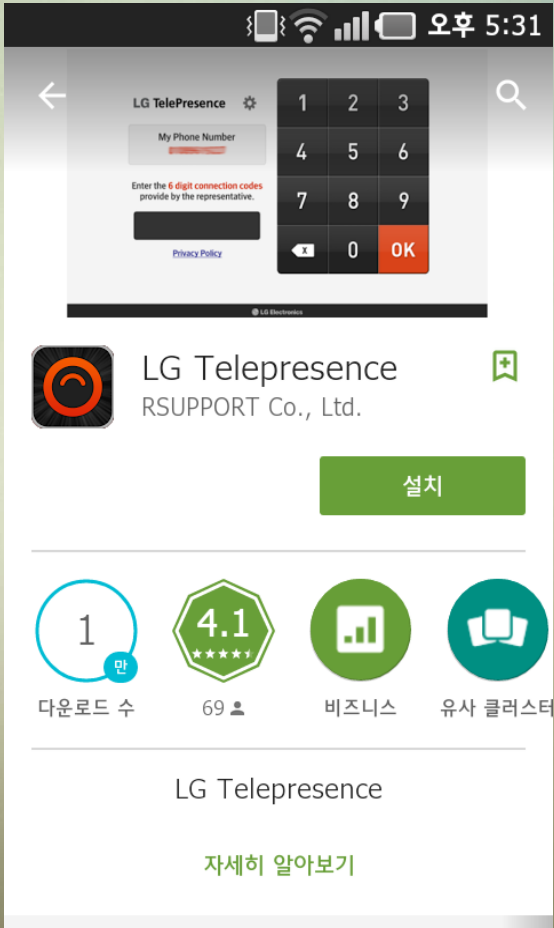 오후 5:31
LG TelePresence
My Phone Number
Enter the 6 digit connection codes
provide by the representative.
Privacy Policy
1 2 3
4 5 6
7 8 9
X 0 OK
LG Electronics
LG Telepresence
RSUPPORT Co., Ltd.
설치
1
만
다운로드 수
4.1
69
비즈니스
유사 클러스터
LG Telepresence
자세히 알아보기